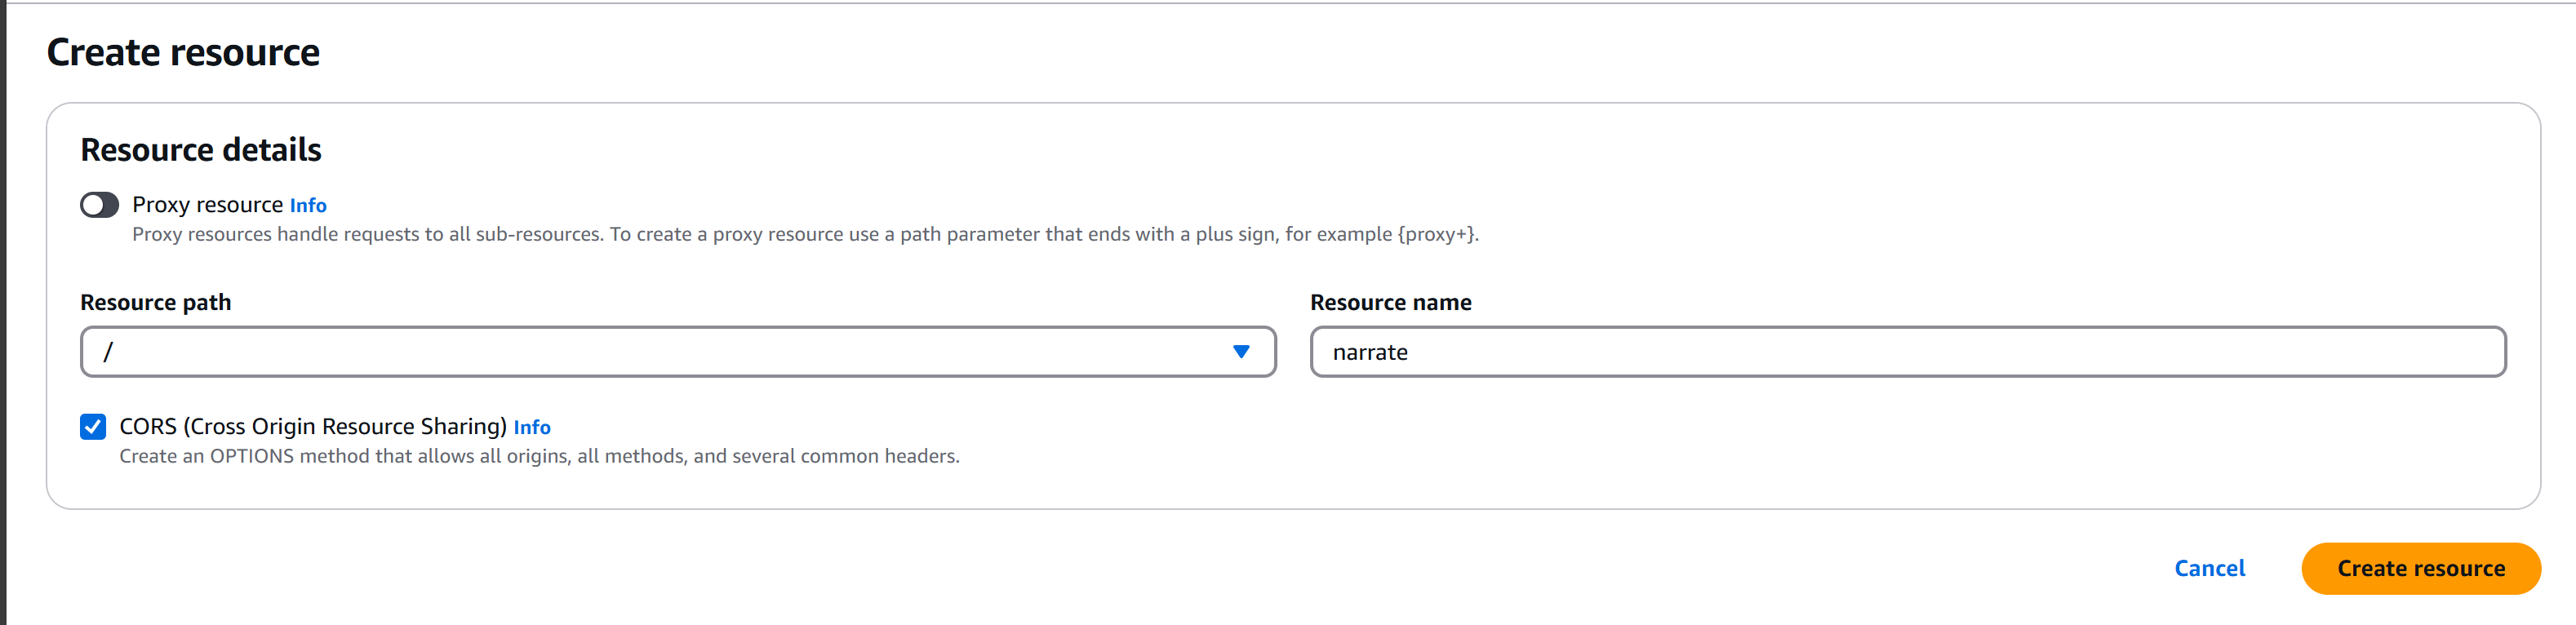 Create resource
Resource details
Proxy resource Info
Proxy resources handle requests to all sub-resources. To create a proxy resource use a path parameter that ends with a plus sign, for example {proxy+}.
Resource path
Resource name
/
narrate
CORS (Cross Origin Resource Sharing) Info
Create an OPTIONS method that allows all origins, all methods, and several common headers.
Cancel
Create resource